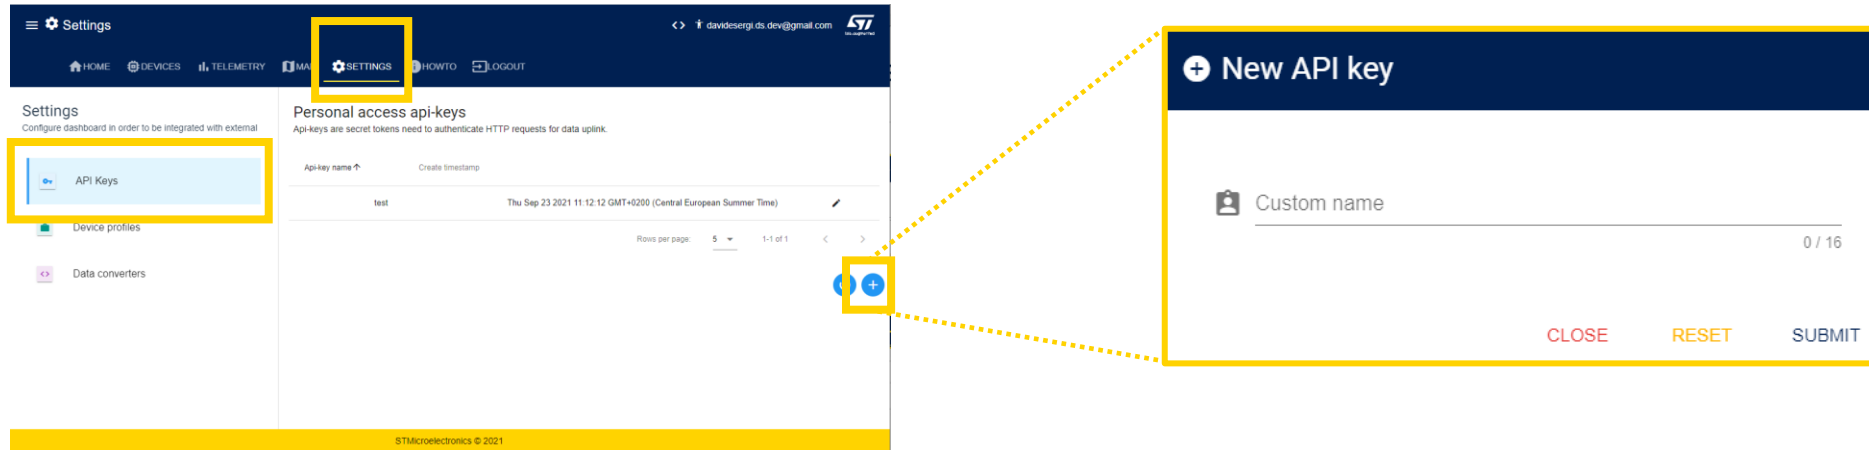 Settings
davidesergi.ds.dev@gmail.com
HOME DEVICES TELEMETRY MA SETTINGS HOWTO LOGOUT
Settings
Configure dashboard in order to be integrated with external
API Keys
Device profiles
Data converters
Personal access api-keys
Api-keys are secret tokens need to authenticate HTTP requests for data uplink.
Api-key name Create timestamp
test Thu Sep 23 2021 11:12:12 GMT+0200 (Central European Summer Time)
Rows per page: 5 1-1 of 1
STMicroelectronics © 2021
New API key
Custom name
0 / 16
CLOSE RESET SUBMIT